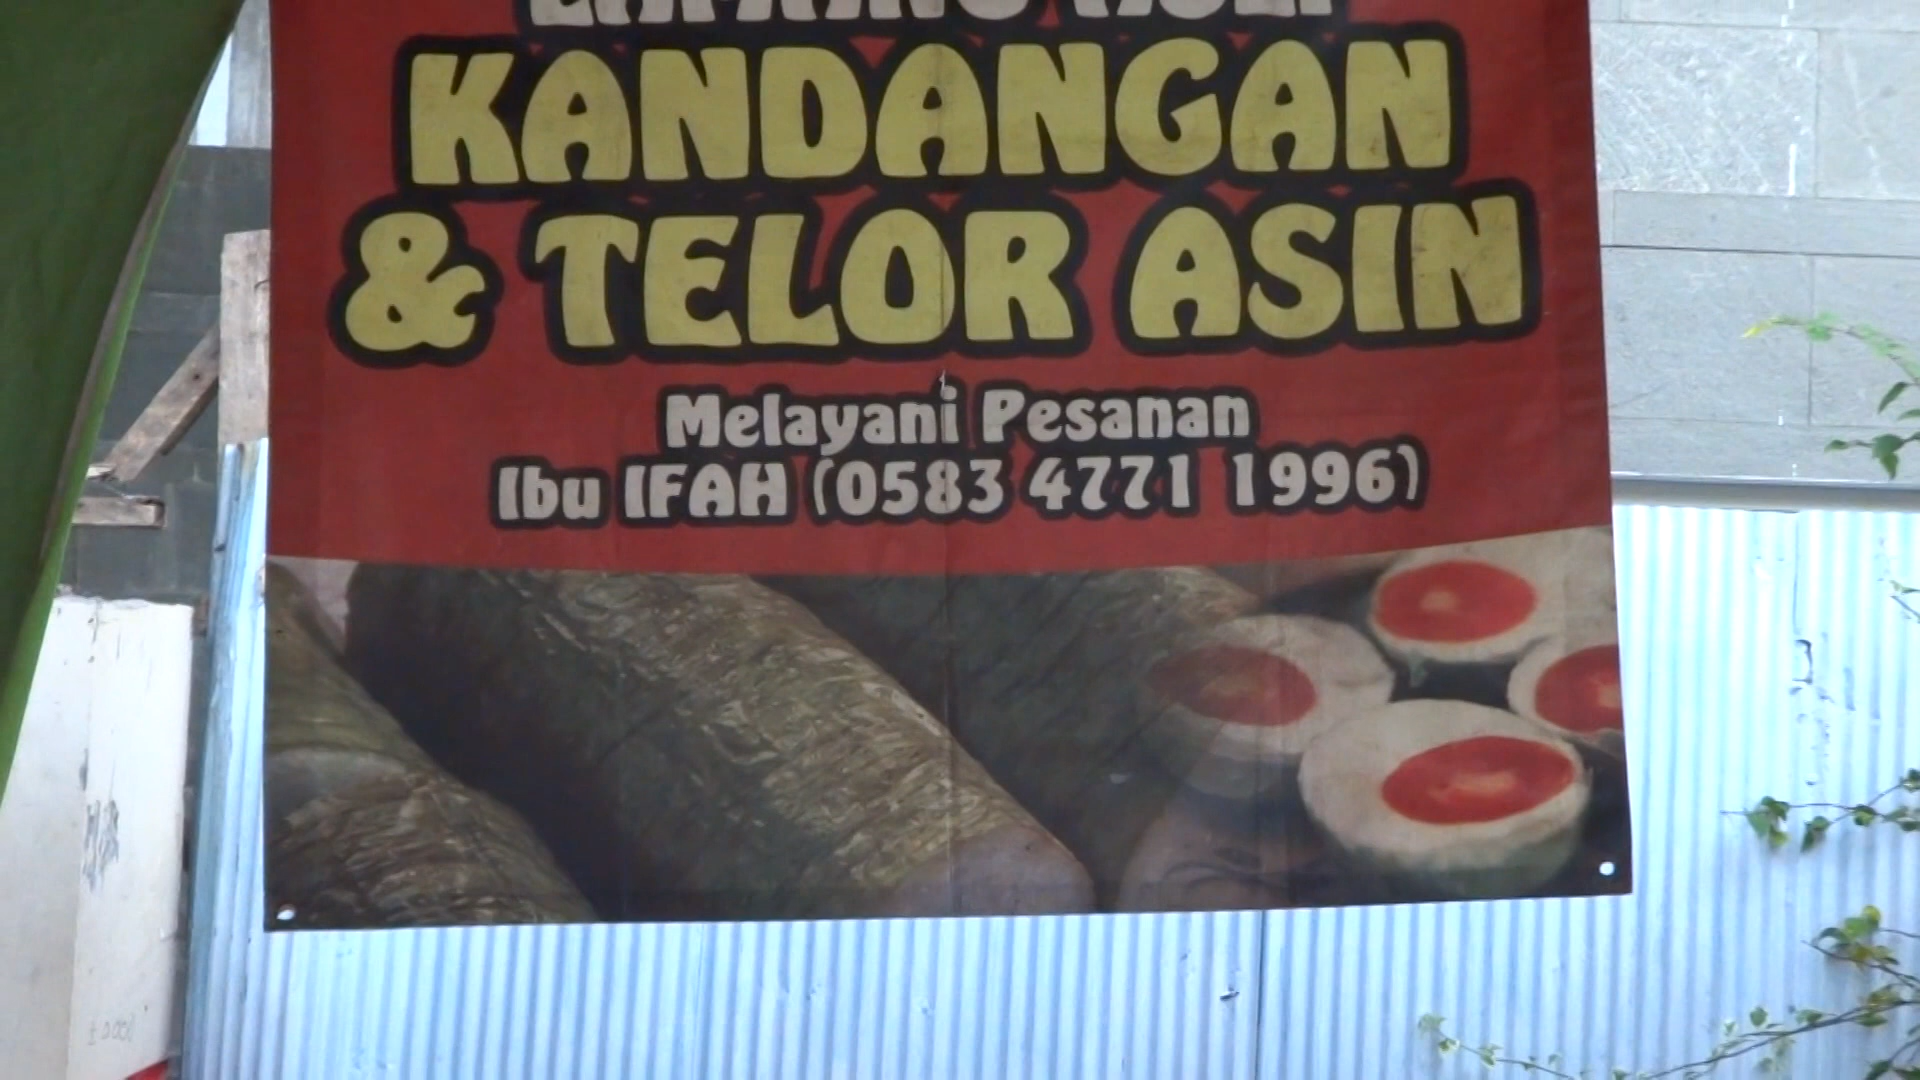 KANDANGAN
& TELOR ASIN
Melayani Pesanan
Ibu IFAH (0583 4771 1996)